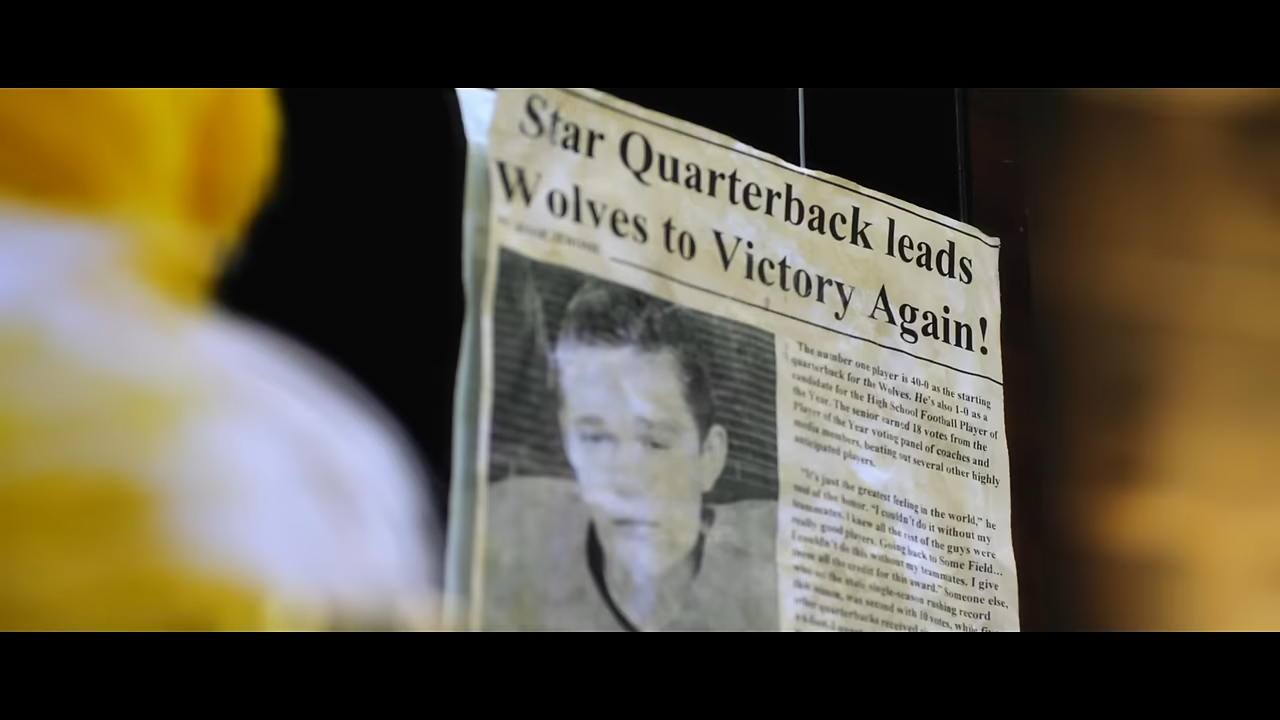 Star Quarterback leads
Wolves to Victory Again!
The number one player is 40-0 as the starting
quarterback for the Wolves. He's also 1-0 as a
candidate for the High School Football Player of
the Year. The senior earned 18 votes from the
Player of the Year voting panel of coaches and
media members, beating out several other highly
anticipated players.
"It's just the greatest feeling in the world," he
said of the honor. "I couldn't do it without my
teammates. I knew all the rest of the guys were
really good players. Going back to Some Field...
I couldn't do this without my teammates. I give
them all the credit for this award." Someone else,
who set the state single-season rushing record
this season, was second with 10 votes, while five
other quarterbacks received